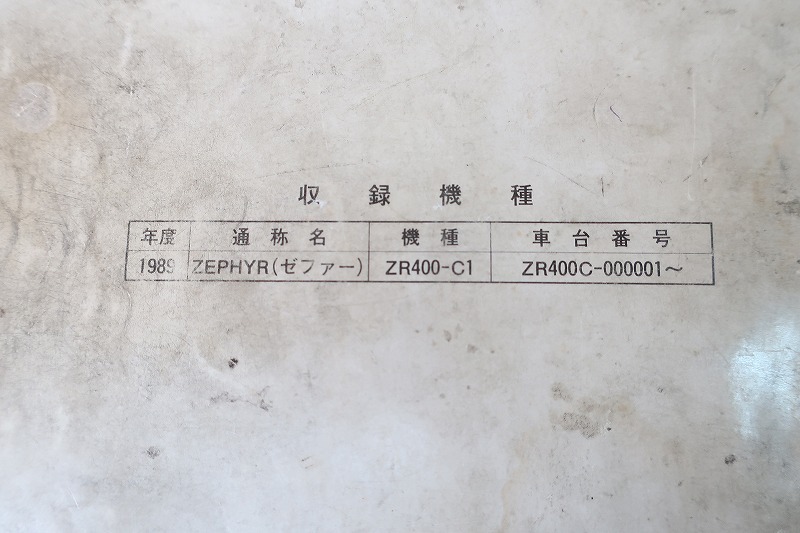 収録機種
年度 通称名 機種 車台番号
1989 ZEPHYR(ゼファー) ZR400-C1 ZR400C-000001～